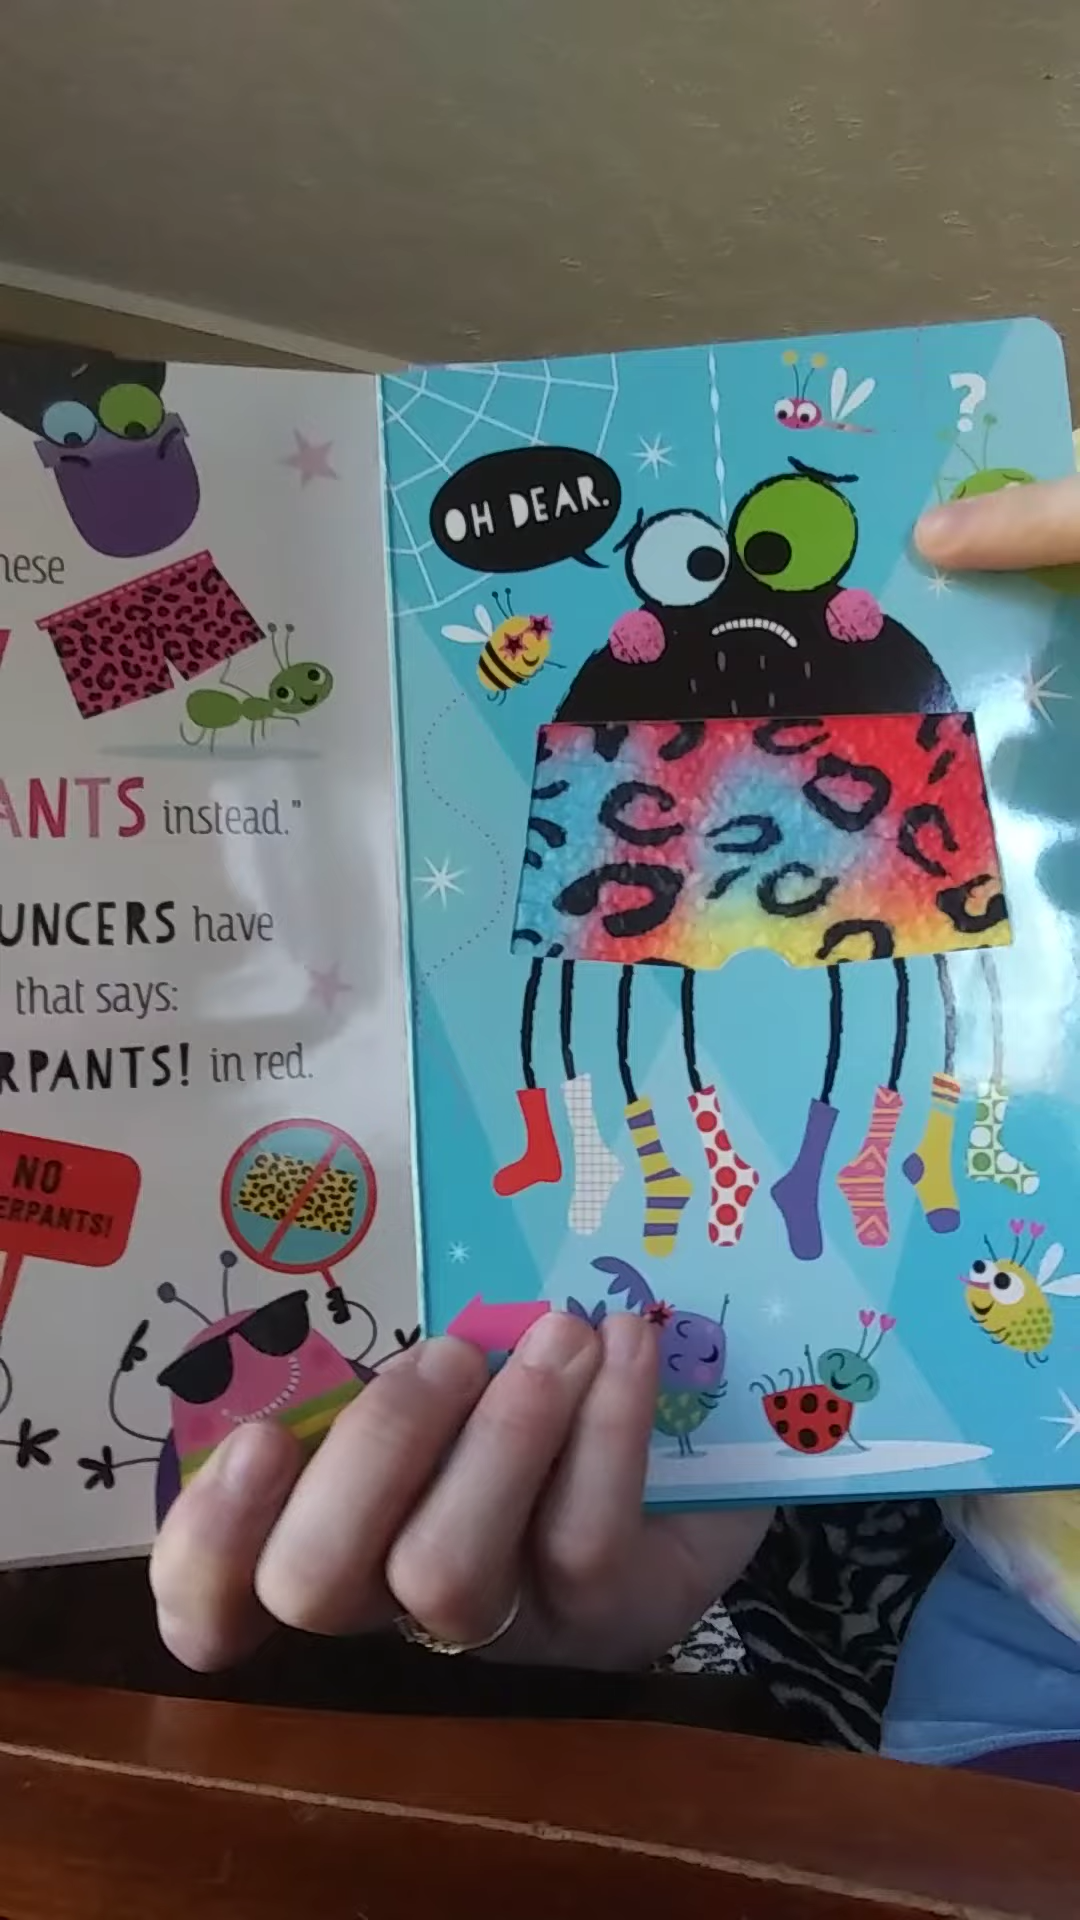 hese
ANTS instead."
UNCERS have
that says:
RPANTS! in red.
NO
ERPANTS!
OH DEAR.
?